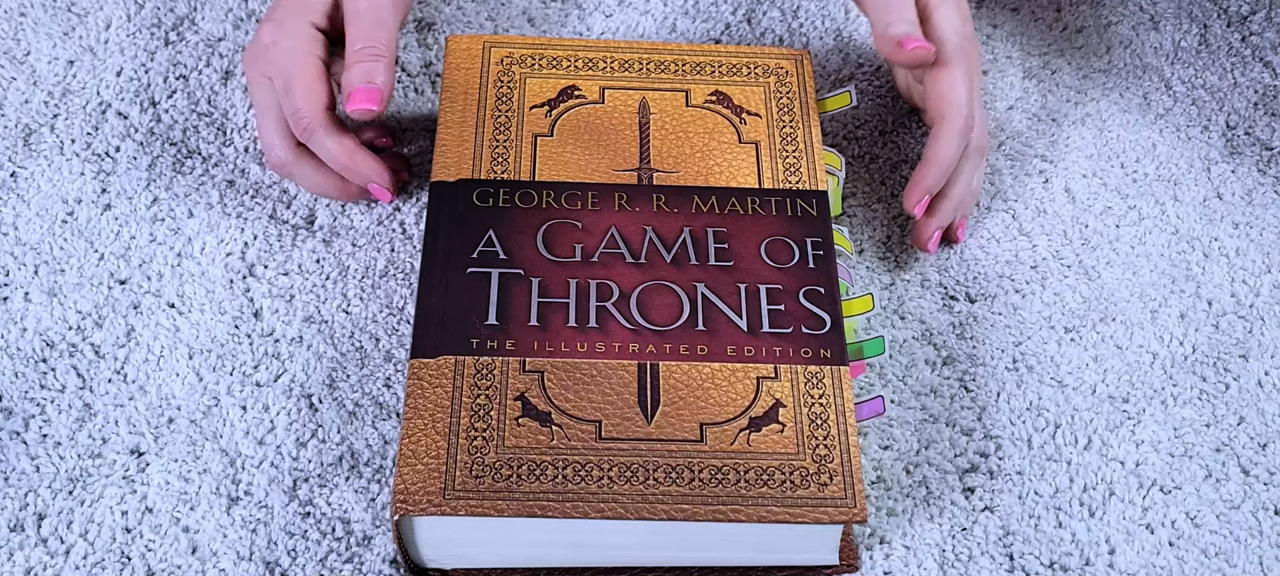 GEORGE R. R. MARTIN
A GAME OF
THRONES
THE ILLUSTRATED EDITION